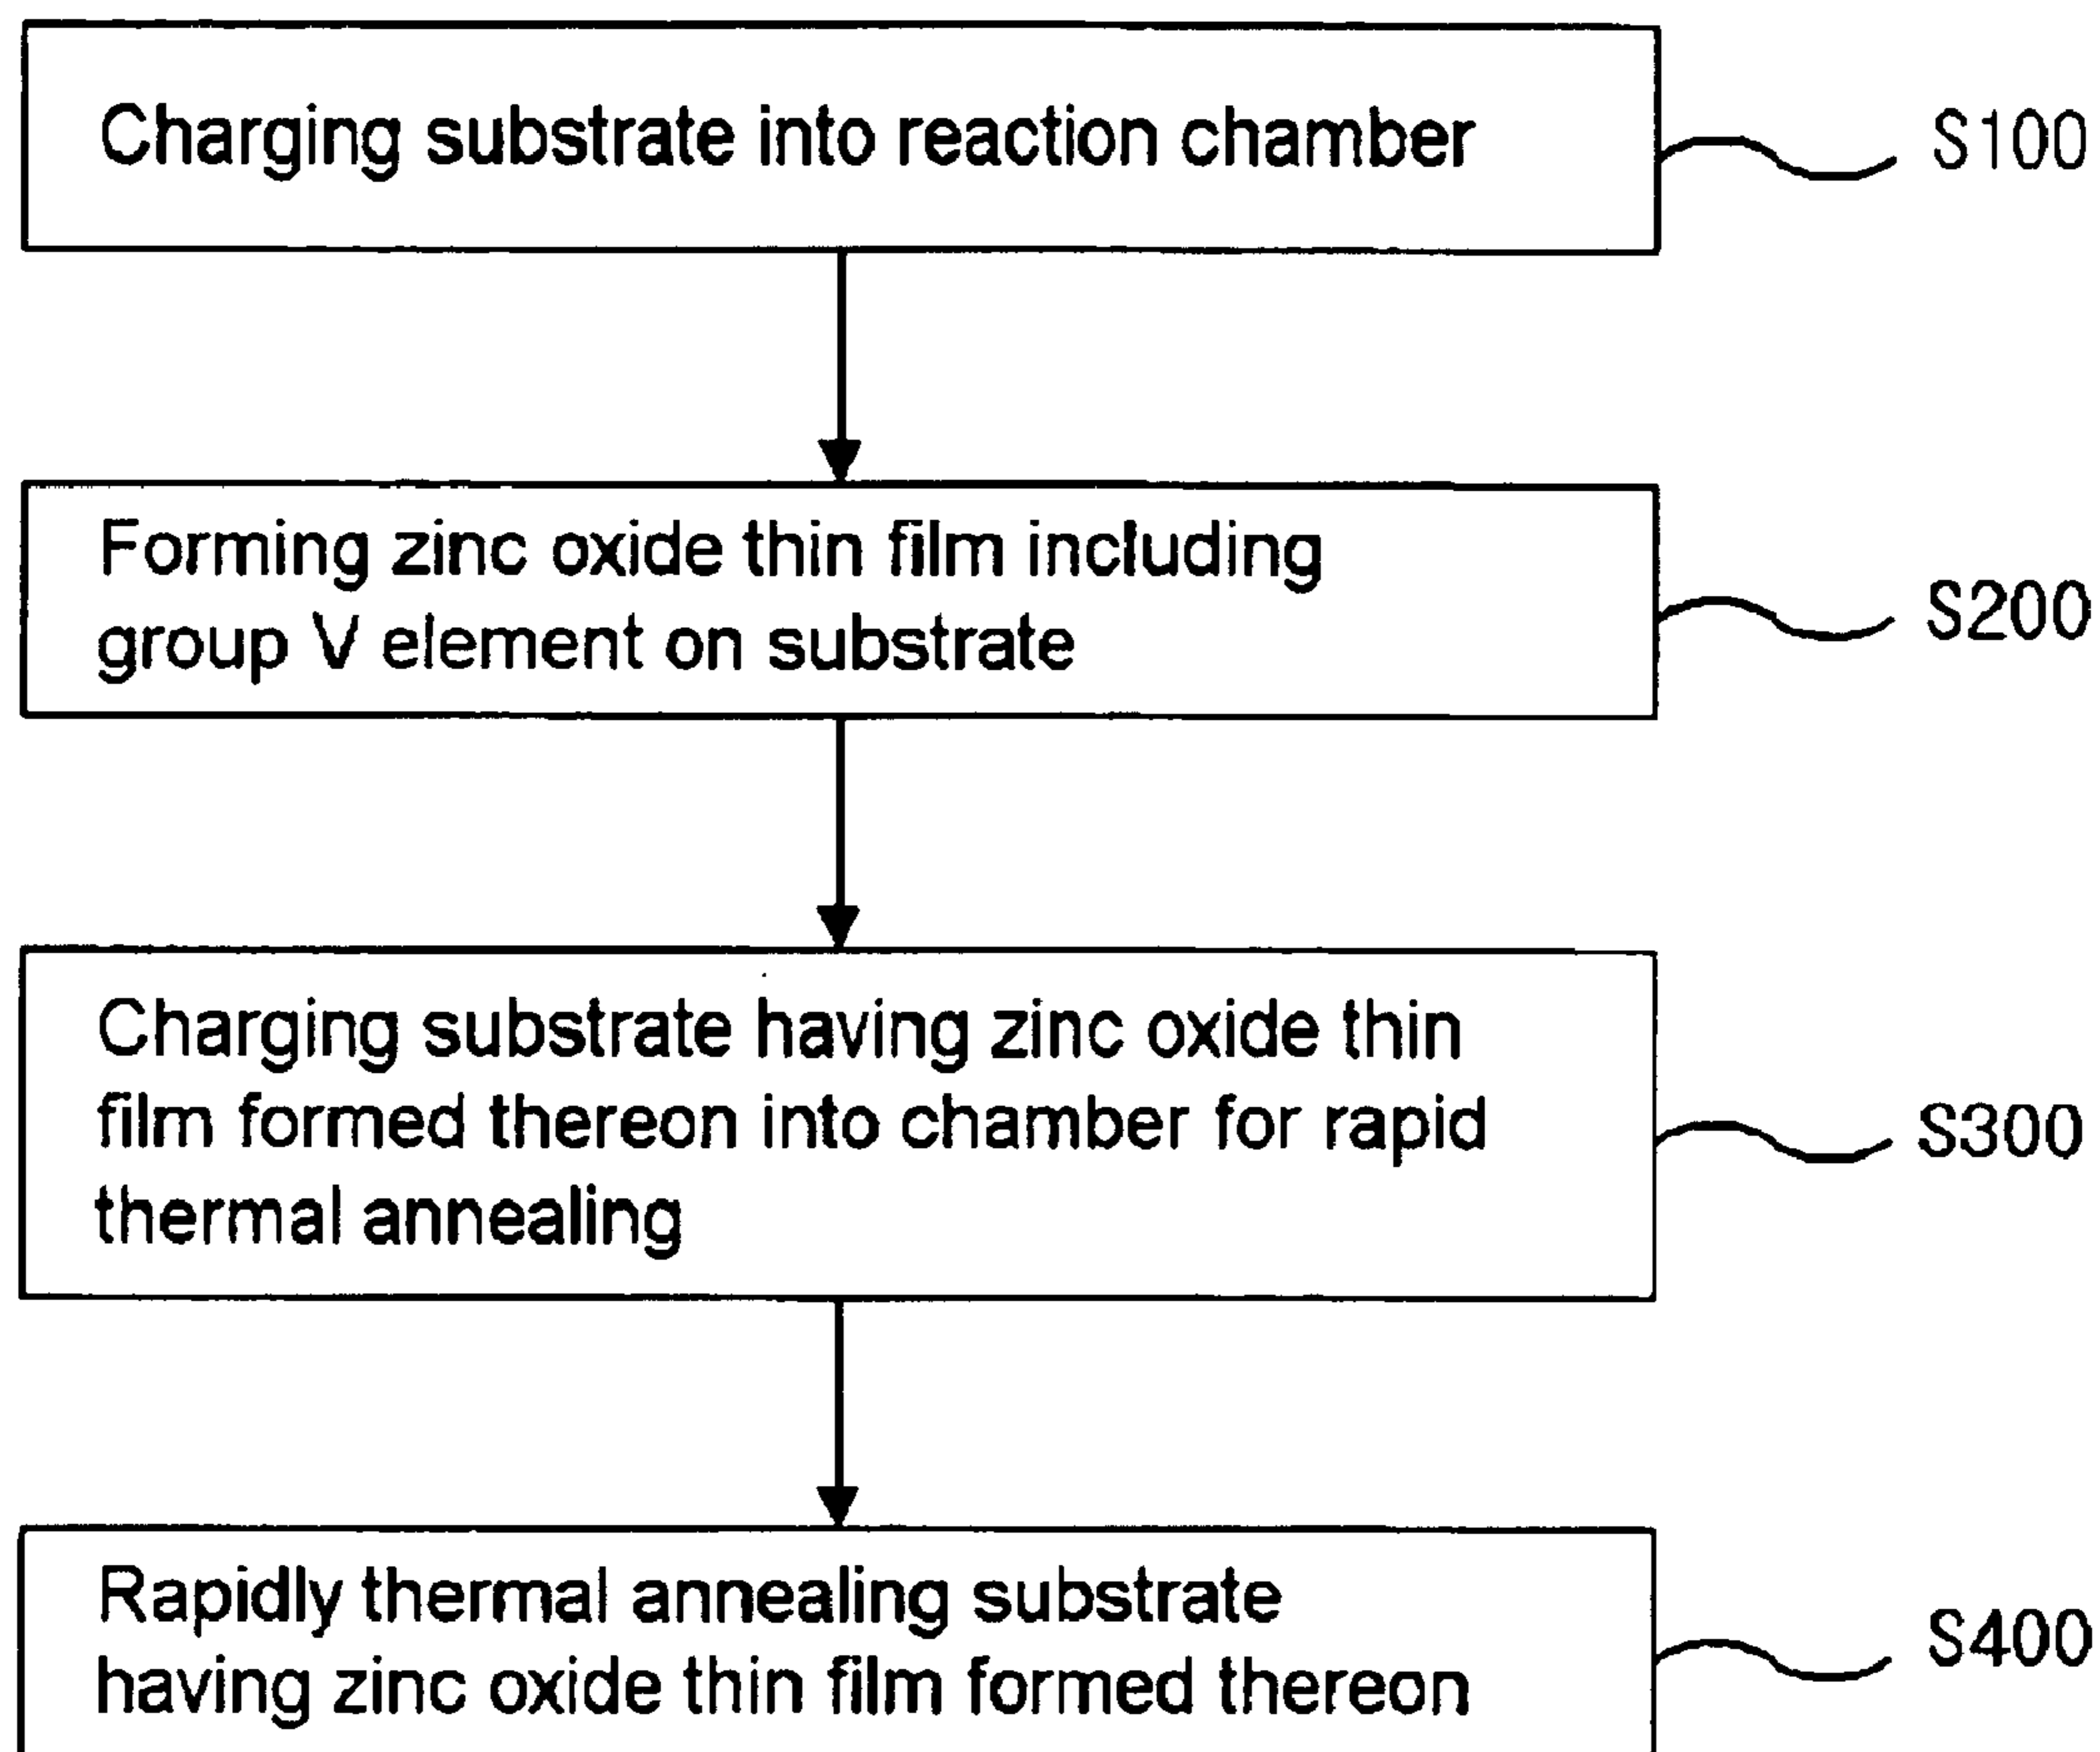 Charging substrate into reaction chamber
S100
Forming zinc oxide thin film including
group V element on substrate
S200
Charging substrate having zinc oxide thin
film formed thereon into chamber for rapid
thermal annealing
S300
Rapidly thermal annealing substrate
having zinc oxide thin film formed thereon
S400